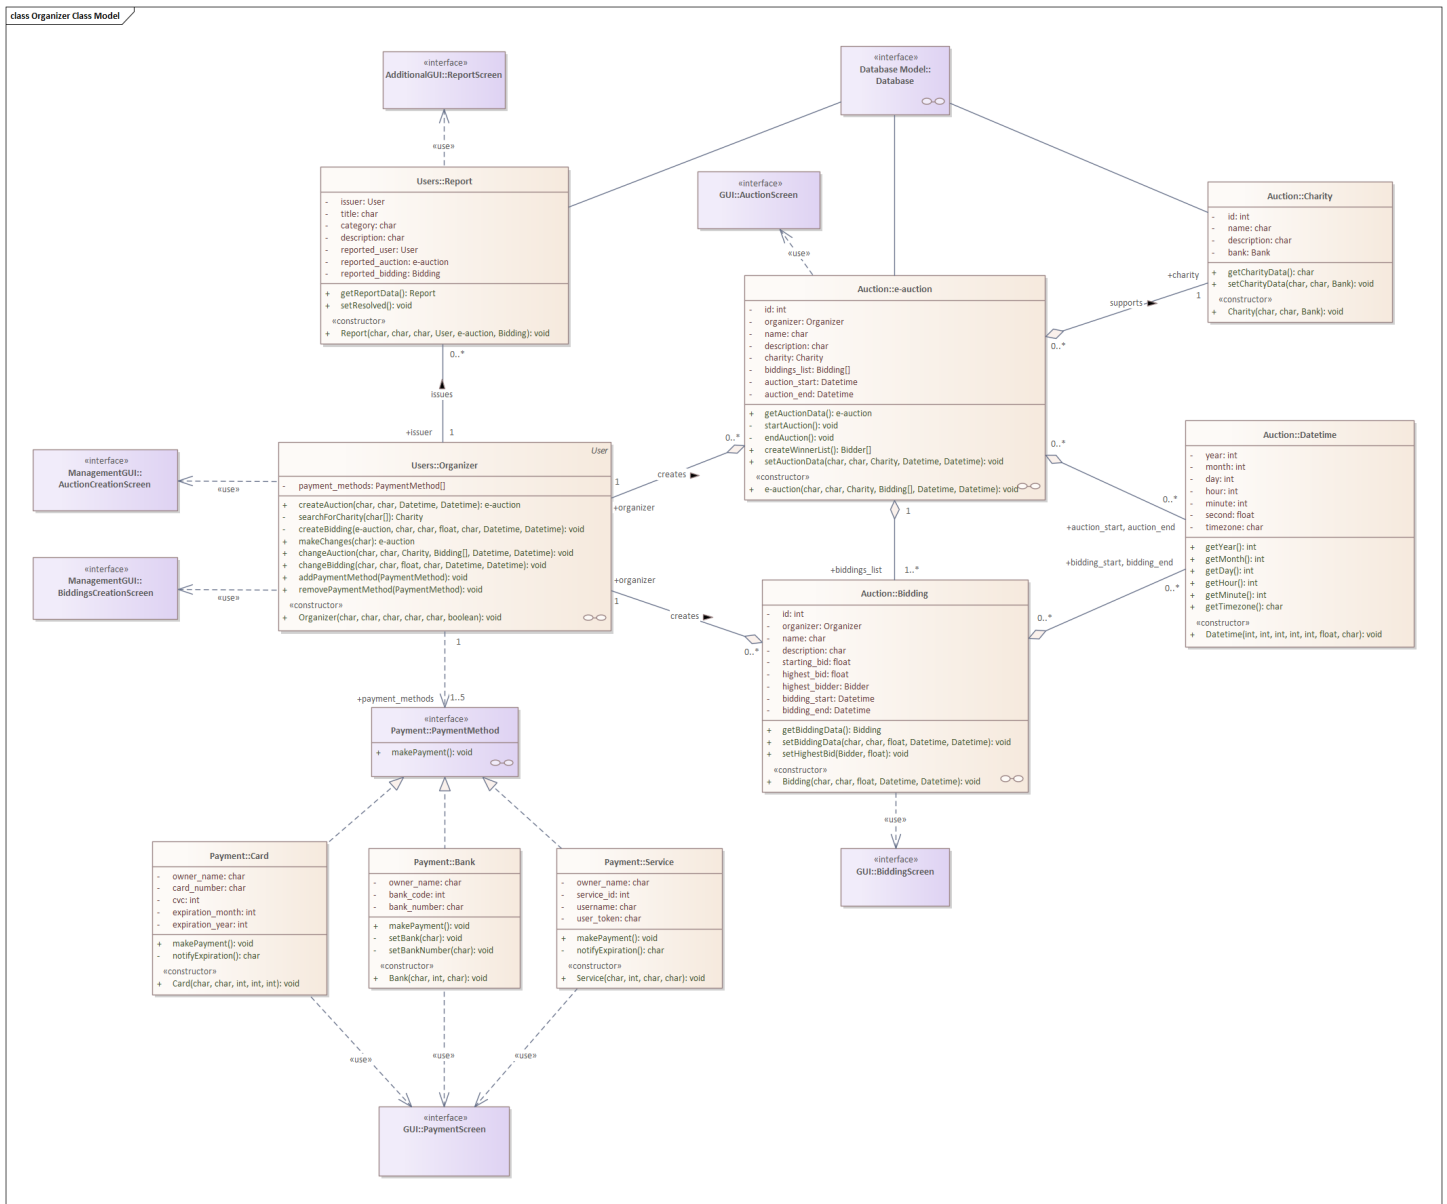 class Organizer Class Model
«interface»
AdditionalGUI::ReportScreen
«use»
«interface»
Database Model::
Database
Users::Report
- issuer: User
- title: char
- category: char
- description: char
- reported_user: User
- reported_auction: e-auction
- reported_bidding: Bidding
+ getReportData(): Report
+ setResolved(): void
«constructor»
+ Report(char, char, char, User, e-auction, Bidding): void
0..*
issues
+issuer
1
«interface»
GUI::AuctionScreen
«use»
Auction::e-auction
- id: int
- organizer: Organizer
- name: char
- description: char
- charity: Charity
- biddings_list: Bidding[]
- auction_start: Datetime
- auction_end: Datetime
+ getAuctionData(): e-auction
+ startAuction(): void
+ endAuction(): void
+ createWinnerList(): Bidder[]
+ setAuctionData(char, char, Charity, Datetime, Datetime): void
«constructor»
+ e-auction(char, char, Charity, Bidding[], Datetime, Datetime): void
Auction::Charity
- id: int
- name: char
- description: char
- bank: Bank
+ getCharityData(): char
+ setCharityData(char, char, Bank): void
«constructor»
+ Charity(char, char, Bank): void
+charity
1
supports
0..*
«interface»
ManagementGUI::
AuctionCreationScreen
«use»
«interface»
ManagementGUI::
BiddingsCreationScreen
«use»
User
Users::Organizer
- payment_methods: PaymentMethod[]
+ createAuction(char, char, Datetime, Datetime): e-auction
- searchForCharity(char[]): Charity
- createBidding(e-auction, char, char, float, char, Datetime, Datetime): void
+ makeChanges(char): e-auction
+ changeAuction(char, char, Charity, Bidding[], Datetime, Datetime): void
+ changeBidding(char, char, float, char, Datetime, Datetime): void
+ addPaymentMethod(PaymentMethod): void
+ removePaymentMethod(PaymentMethod): void
«constructor»
+ Organizer(char, char, char, char, char, boolean): void
0..*
creates
1
+organizer
+organizer
1
creates
0..*
1
+biddings_list
1..*
Auction::Datetime
- year: int
- month: int
- day: int
- hour: int
- minute: int
- second: float
- timezone: char
+ getYear(): int
+ getMonth(): int
+ getDay(): int
+ getHour(): int
+ getMinute(): int
+ getTimezone(): char
«constructor»
+ Datetime(int, int, int, int, int, float, char): void
0..*
0..*
+auction_start, auction_end
+bidding_start, bidding_end
0..*
0..*
Auction::Bidding
- id: int
- organizer: Organizer
- name: char
- description: char
- starting_bid: float
- highest_bid: float
- highest_bidder: Bidder
- bidding_start: Datetime
- bidding_end: Datetime
+ getBiddingData(): Bidding
+ setBiddingData(char, char, float, Datetime, Datetime): void
+ setHighestBid(Bidder, float): void
«constructor»
+ Bidding(char, char, float, Datetime, Datetime): void
«use»
«interface»
GUI::BiddingScreen
1
+payment_methods
1..5
«interface»
Payment::PaymentMethod
+ makePayment(): void
Payment::Card
- owner_name: char
- card_number: char
- cvc: int
- expiration_month: int
- expiration_year: int
+ makePayment(): void
- notifyExpiration(): char
«constructor»
+ Card(char, char, int, int, int): void
Payment::Bank
- owner_name: char
- bank_code: int
- bank_number: char
+ makePayment(): void
- setBank(char): void
- setBankNumber(char): void
«constructor»
+ Bank(char, int, char): void
Payment::Service
- owner_name: char
- service_id: int
- username: char
- user_token: char
+ makePayment(): void
- notifyExpiration(): char
«constructor»
+ Service(char, int, char, char): void
«use»
«use»
«use»
«interface»
GUI::PaymentScreen